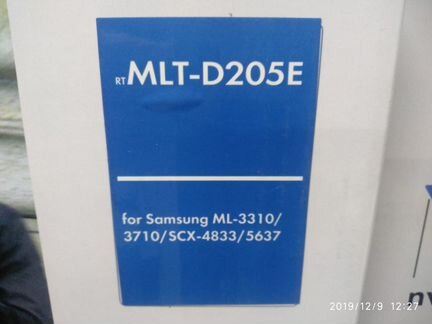 RT MLT-D205E
for Samsung ML-3310/
3710/SCX-4833/5637
2019/12/9 12:27